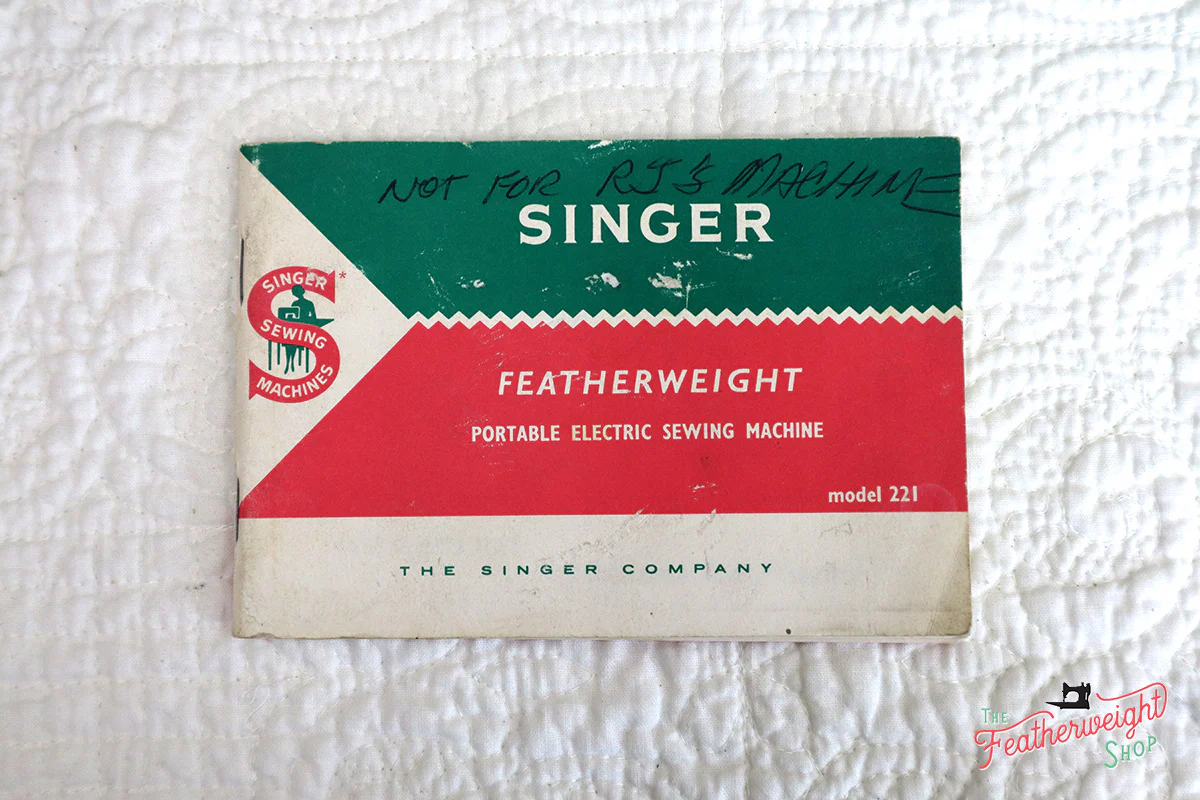 NOT FOR RJ'S MACHINE
SINGER
SINGER*
SEWING
MACHINES
FEATHERWEIGHT
PORTABLE ELECTRIC SEWING MACHINE
model 221
THE SINGER COMPANY
The
Featherweight
Shop